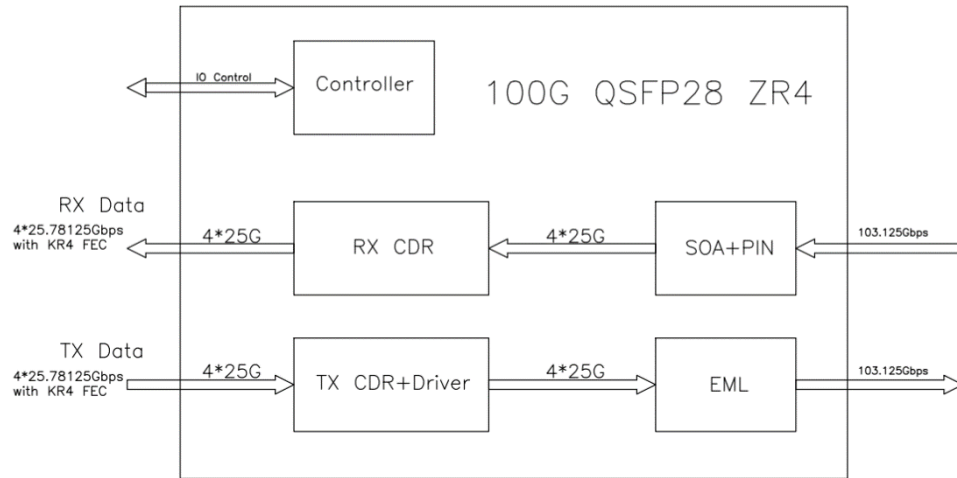 IO Control
Controller
100G QSFP28 ZR4
RX Data
4*25.78125Gbps
with KR4 FEC
4*25G
RX CDR
4*25G
SOA+PIN
103.125Gbps
TX Data
4*25.78125Gbps
with KR4 FEC
4*25G
TX CDR+Driver
4*25G
EML
103.125Gbps